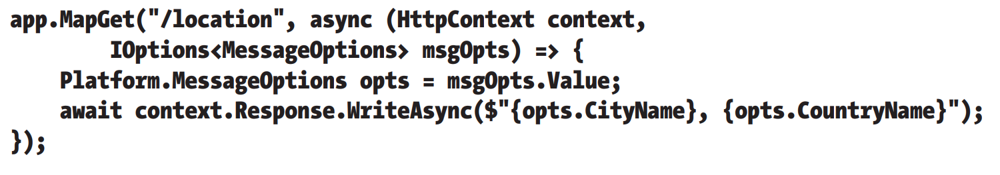 app.MapGet("/location", async (HttpContext context,
        IOptions<MessageOptions> msgOpts) => {
    Platform.MessageOptions opts = msgOpts.Value;
    await context.Response.WriteAsync($"{opts.CityName}, {opts.CountryName}");
});